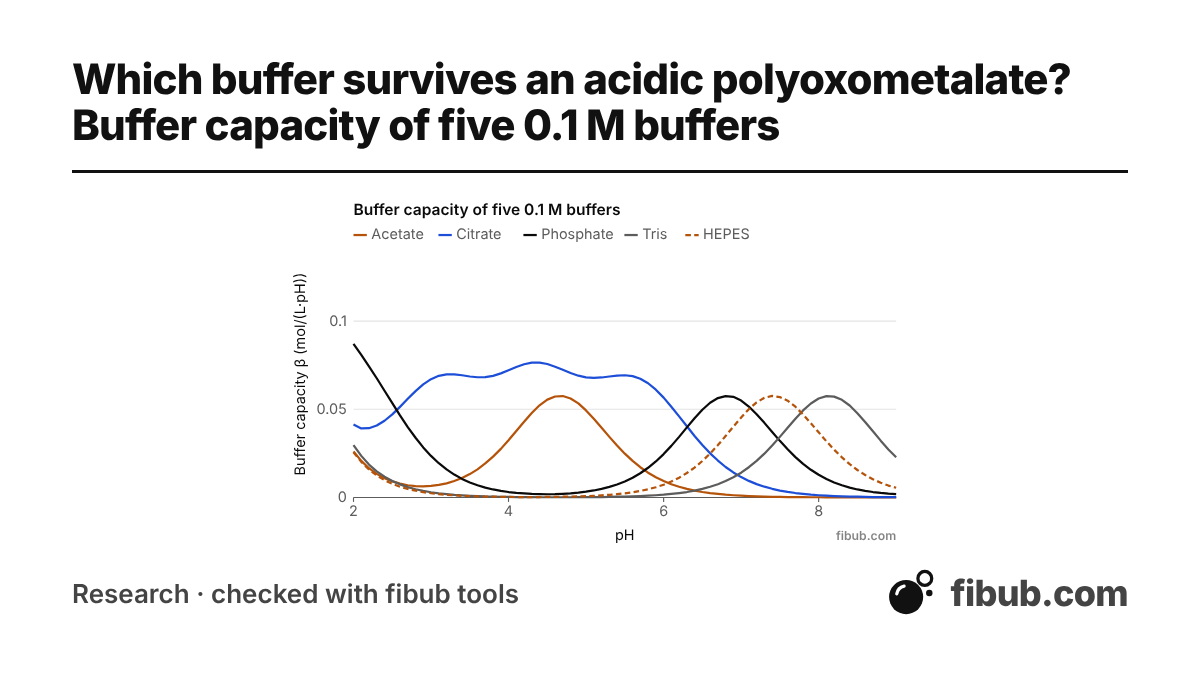 Which buffer survives an acidic polyoxometalate?
Buffer capacity of five 0.1 M buffers
Buffer capacity of five 0.1 M buffers
Acetate Citrate Phosphate Tris HEPES
Buffer capacity β (mol/(L·pH))
0.1
0.05
0
2 4 6 8
pH
fibub.com
Research · checked with fibub tools
fibub.com